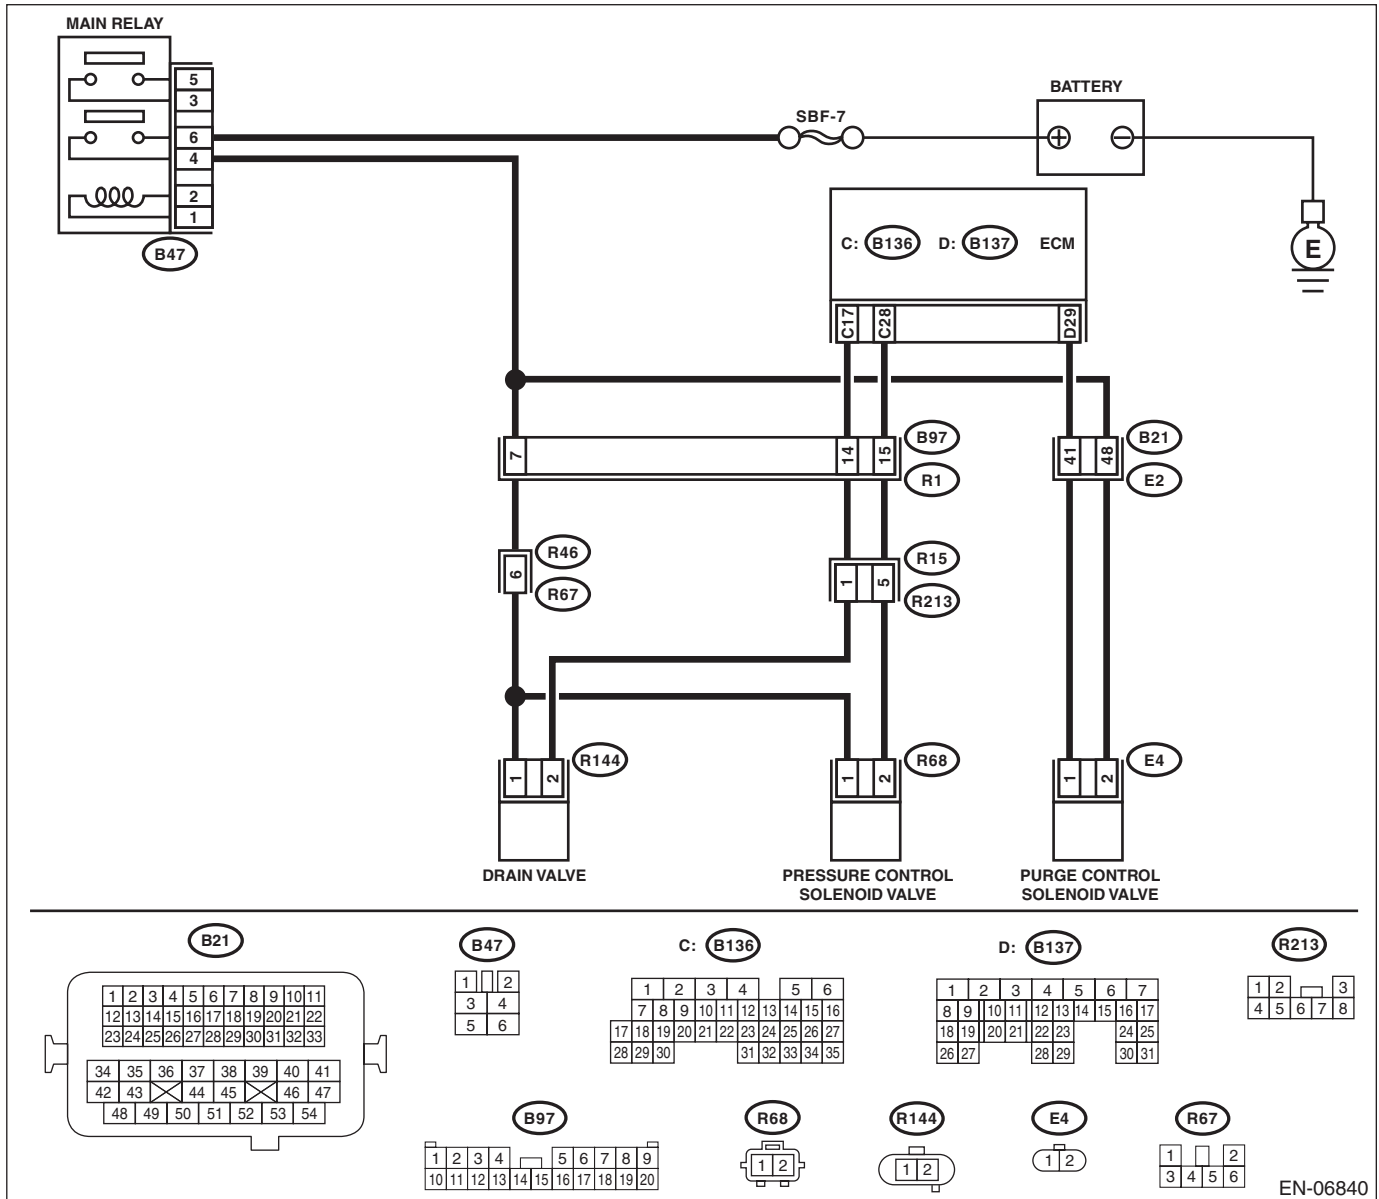 MAIN RELAY
5
3
6
4
2
1
B47
SBF-7
BATTERY
+ −
E
C: B136 D: B137 ECM
C17 C28 D29
7 14 15 B97
R1
41 48 B21
E2
6 R46
R67
1 5 R15
R213
1 2 R144
1 2 R68
1 2 E4
DRAIN VALVE
PRESSURE CONTROL
SOLENOID VALVE
PURGE CONTROL
SOLENOID VALVE
B21
1 2 3 4 5 6 7 8 9 10 11
12 13 14 15 16 17 18 19 20 21 22
23 24 25 26 27 28 29 30 31 32 33
34 35 36 37 38 39 40 41
42 43 44 45 46 47
48 49 50 51 52 53 54
B47
1 2
3 4
5 6
C: B136
1 2 3 4 5 6
7 8 9 10 11 12 13 14 15 16
17 18 19 20 21 22 23 24 25 26 27
28 29 30 31 32 33 34 35
D: B137
1 2 3 4 5 6 7
8 9 10 11 12 13 14 15 16 17
18 19 20 21 22 23 24 25
26 27 28 29 30 31
R213
1 2 3
4 5 6 7 8
B97
1 2 3 4 5 6 7 8 9
10 11 12 13 14 15 16 17 18 19 20
R68
1 2
R144
1 2
E4
1 2
R67
1 2
3 4 5 6
EN-06840